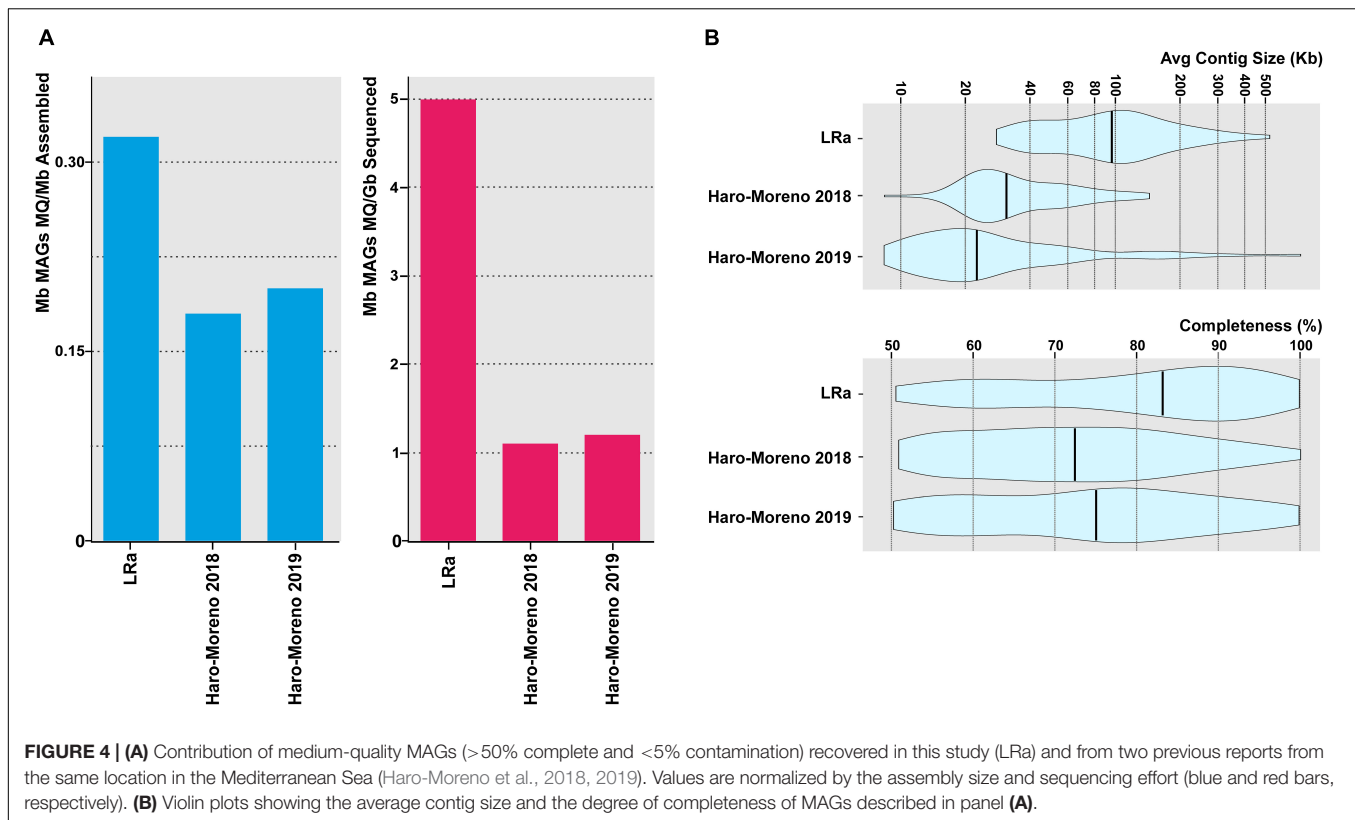 A
Mb MAGs MQ/Mb Assembled
0.30
0.15
0
LRa
Haro-Moreno 2018
Haro-Moreno 2019
Mb MAGs MQ/Gb Sequenced
5
4
3
2
1
0
LRa
Haro-Moreno 2018
Haro-Moreno 2019
B
Avg Contig Size (Kb)
10 20 40 60 80 100 200 300 400 500
LRa
Haro-Moreno 2018
Haro-Moreno 2019
Completeness (%)
50 60 70 80 90 100
LRa
Haro-Moreno 2018
Haro-Moreno 2019
FIGURE 4 | (A) Contribution of medium-quality MAGs (>50% complete and <5% contamination) recovered in this study (LRa) and from two previous reports from
the same location in the Mediterranean Sea (Haro-Moreno et al., 2018, 2019). Values are normalized by the assembly size and sequencing effort (blue and red bars,
respectively). (B) Violin plots showing the average contig size and the degree of completeness of MAGs described in panel (A).